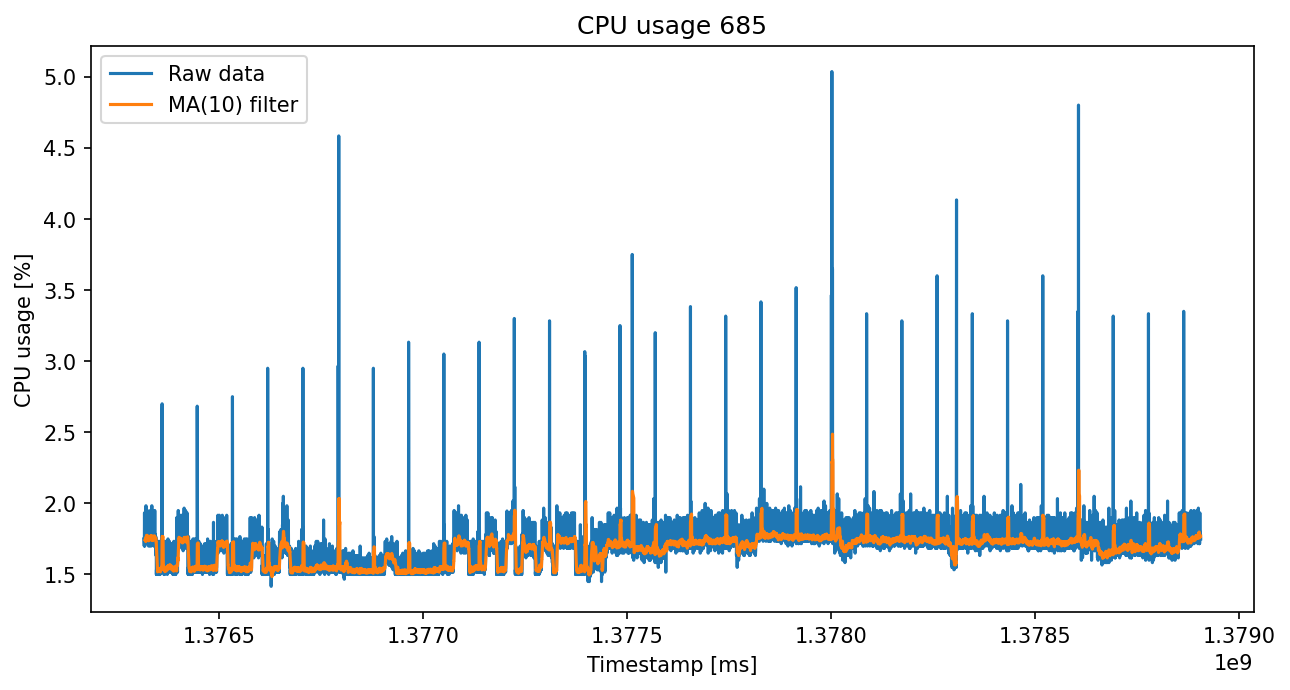 CPU usage 685
Raw data
MA(10) filter
CPU usage [%]
5.0
4.5
4.0
3.5
3.0
2.5
2.0
1.5
1.3765
1.3770
1.3775
1.3780
1.3785
1.3790
1e9
Timestamp [ms]